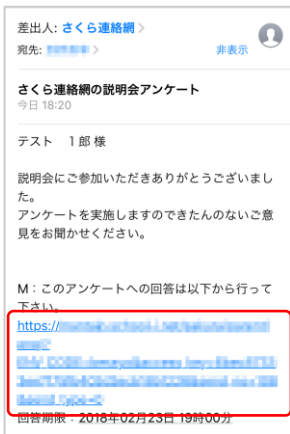 差出人: さくら連絡網
宛先:
非表示
さくら連絡網の説明会アンケート
今日 18:20
テスト　1郎 様
説明会にご参加いただきありがとうございまし
た。
アンケートを実施しますのできたんのないご意
見をお聞かせください。
M：このアンケートへの回答は以下から行って
下さい。
https://
回答期限：2018年02月23日 19時00分